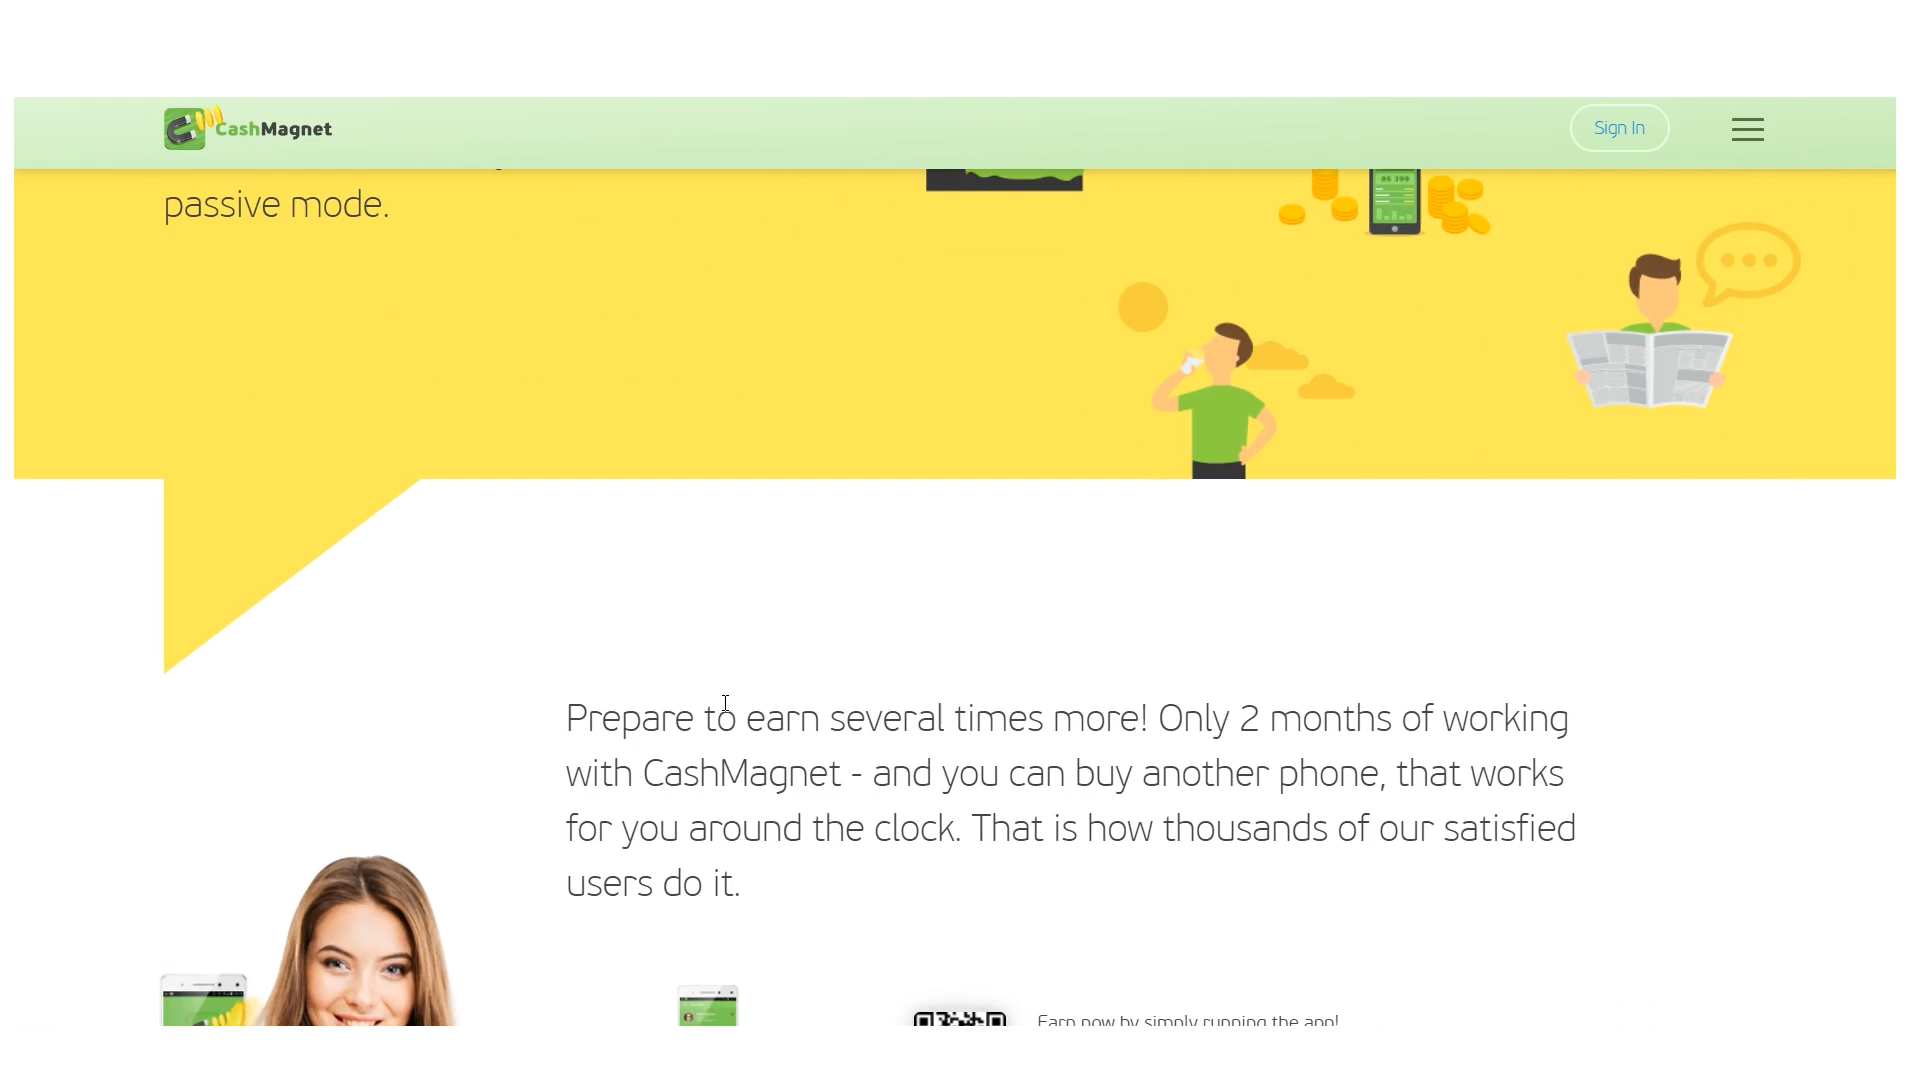 CashMagnet
Sign In
passive mode.
85 399
Prepare to earn several times more! Only 2 months of working
with CashMagnet - and you can buy another phone, that works
for you around the clock. That is how thousands of our satisfied
users do it.
Earn now by simply running the app!